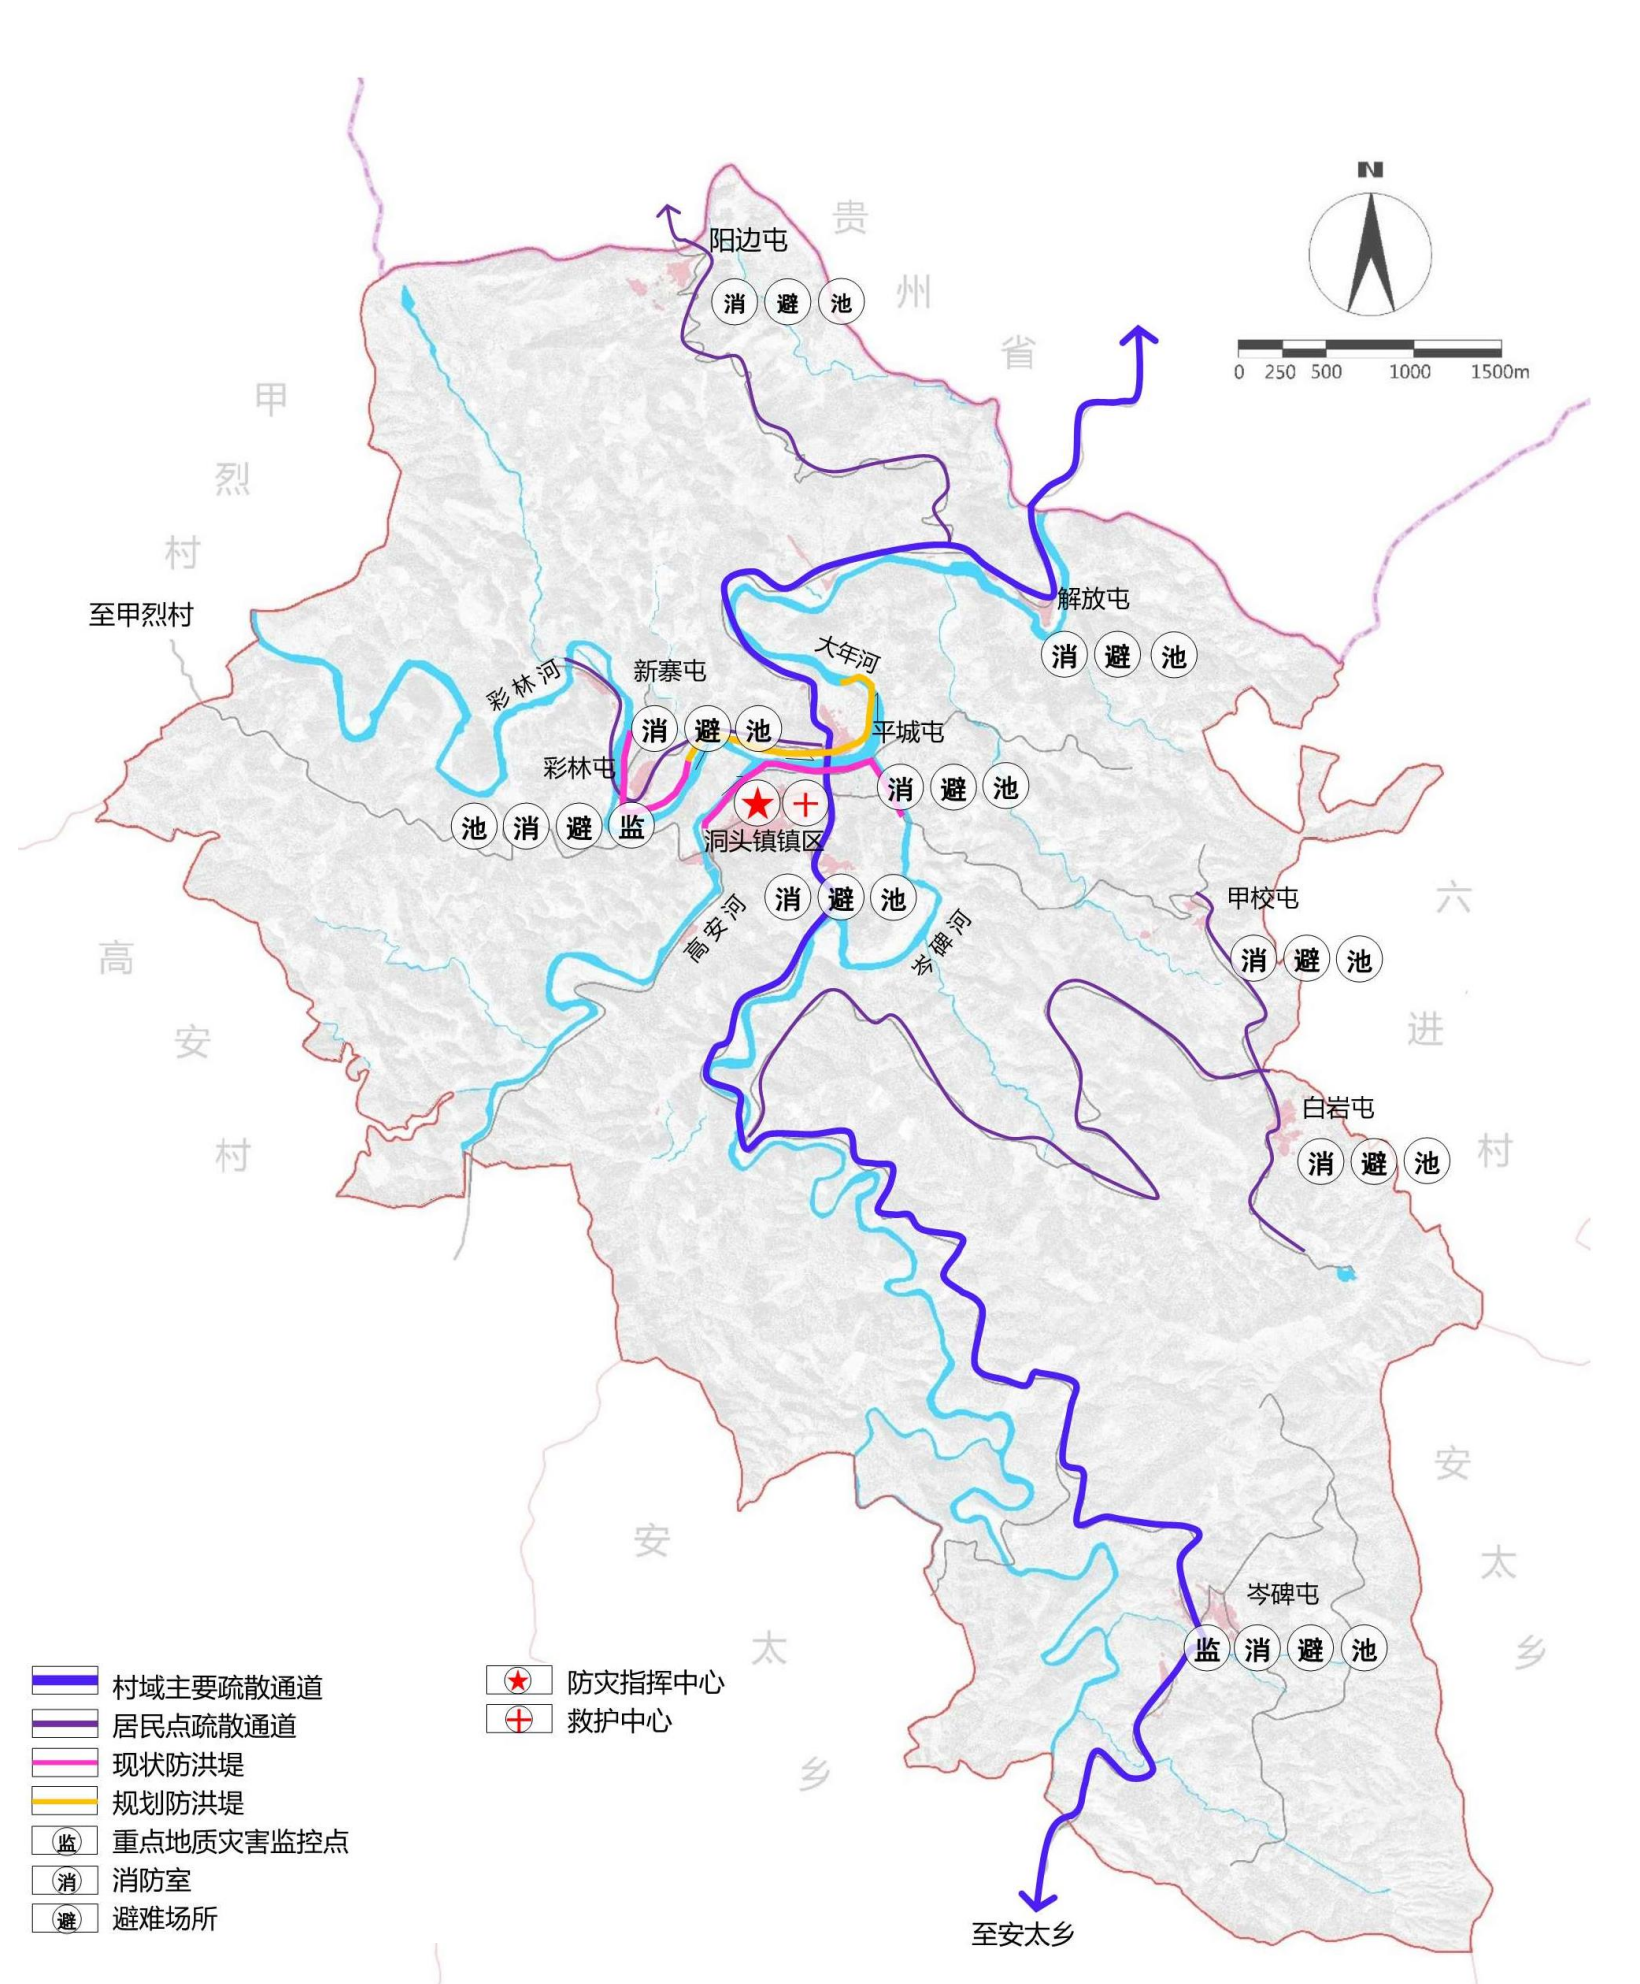 N
0 250 500 1000 1500m
贵
州
省
阳边屯
消 避 池
甲
烈
村
至甲烈村
解放屯
消 避 池
大年河
彩林河
新寨屯
消 避 池
平城屯
彩林屯
消 避 池
池 消 避 监
洞头镇镇区
消 避 池
高安河
岑碑河
甲校屯
消 避 池
六
进
村
高
安
村
白岩屯
消 避 池
安
太
乡
安
太
乡
岑碑屯
监 消 避 池
至安太乡
村域主要疏散通道
居民点疏散通道
现状防洪堤
规划防洪堤
监 重点地质灾害监控点
消 消防室
避 避难场所
防灾指挥中心
救护中心